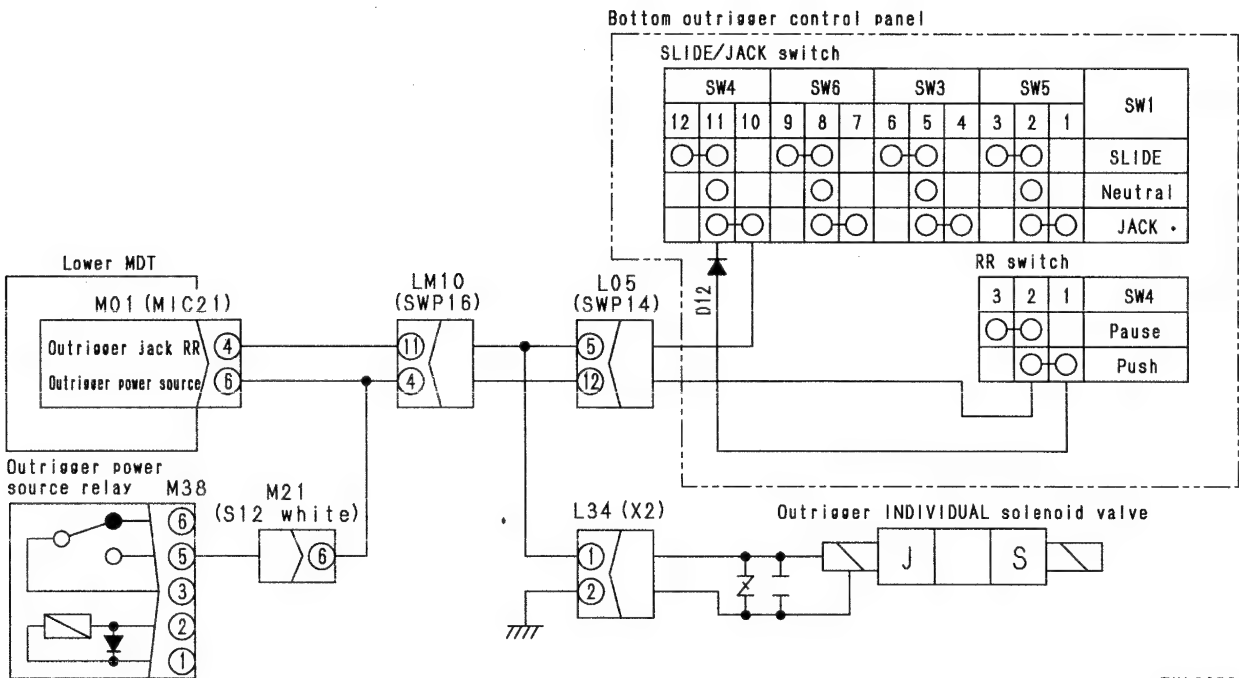 Bottom outrigger control panel
SLIDE/JACK switch
SW4 SW6 SW3 SW5 SW1
12 11 10 9 8 7 6 5 4 3 2 1
SLIDE
Neutral
JACK
RR switch
3 2 1 SW4
Pause
Push
D12
Lower MDT
M01 (MIC21)
Outrigger jack RR 4
Outrigger power source 6
LM10
(SWP16)
11
4
L05
(SWP14)
5
12
Outrigger power
source relay M38
6
5
3
2
1
M21
(S12 white)
6
L34 (X2)
1
2
Outrigger INDIVIDUAL solenoid valve
J S